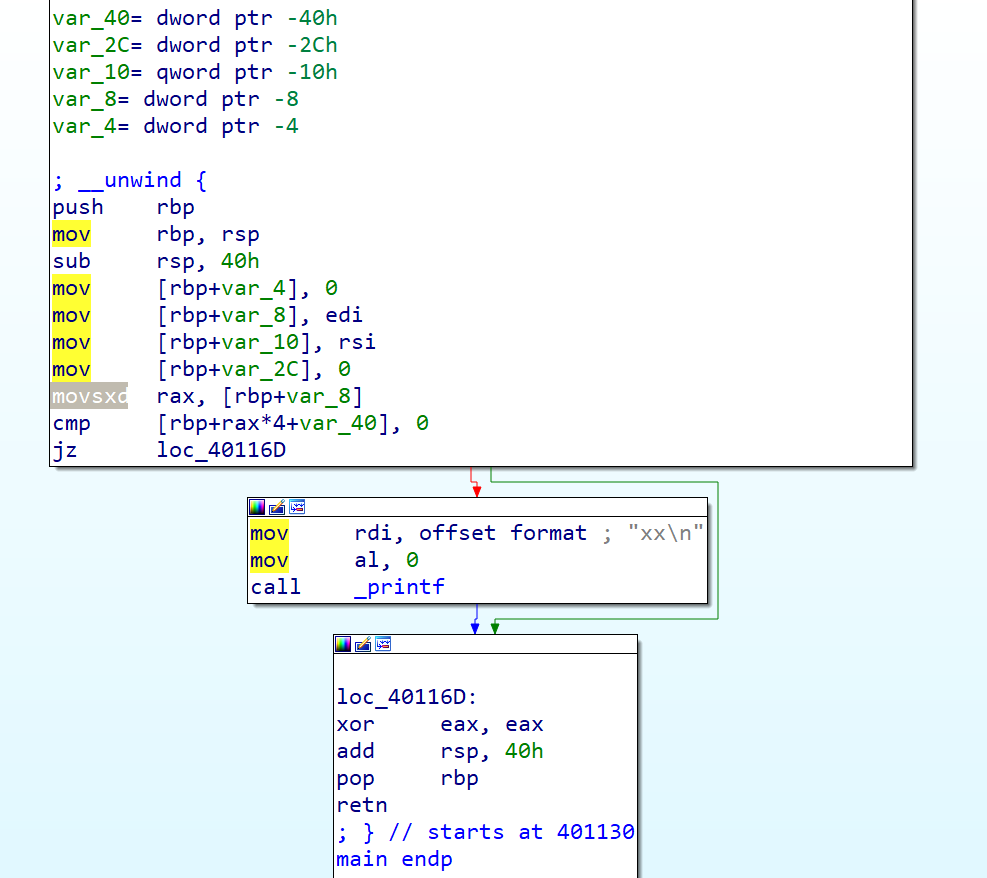 var_40= dword ptr -40h
var_2C= dword ptr -2Ch
var_10= qword ptr -10h
var_8= dword ptr -8
var_4= dword ptr -4
; __unwind {
push rbp
mov rbp, rsp
sub rsp, 40h
mov [rbp+var_4], 0
mov [rbp+var_8], edi
mov [rbp+var_10], rsi
mov [rbp+var_2C], 0
movsxd rax, [rbp+var_8]
cmp [rbp+rax*4+var_40], 0
jz loc_40116D
mov rdi, offset format ; "xx\n"
mov al, 0
call _printf
loc_40116D:
xor eax, eax
add rsp, 40h
pop rbp
retn
; } // starts at 401130
main endp